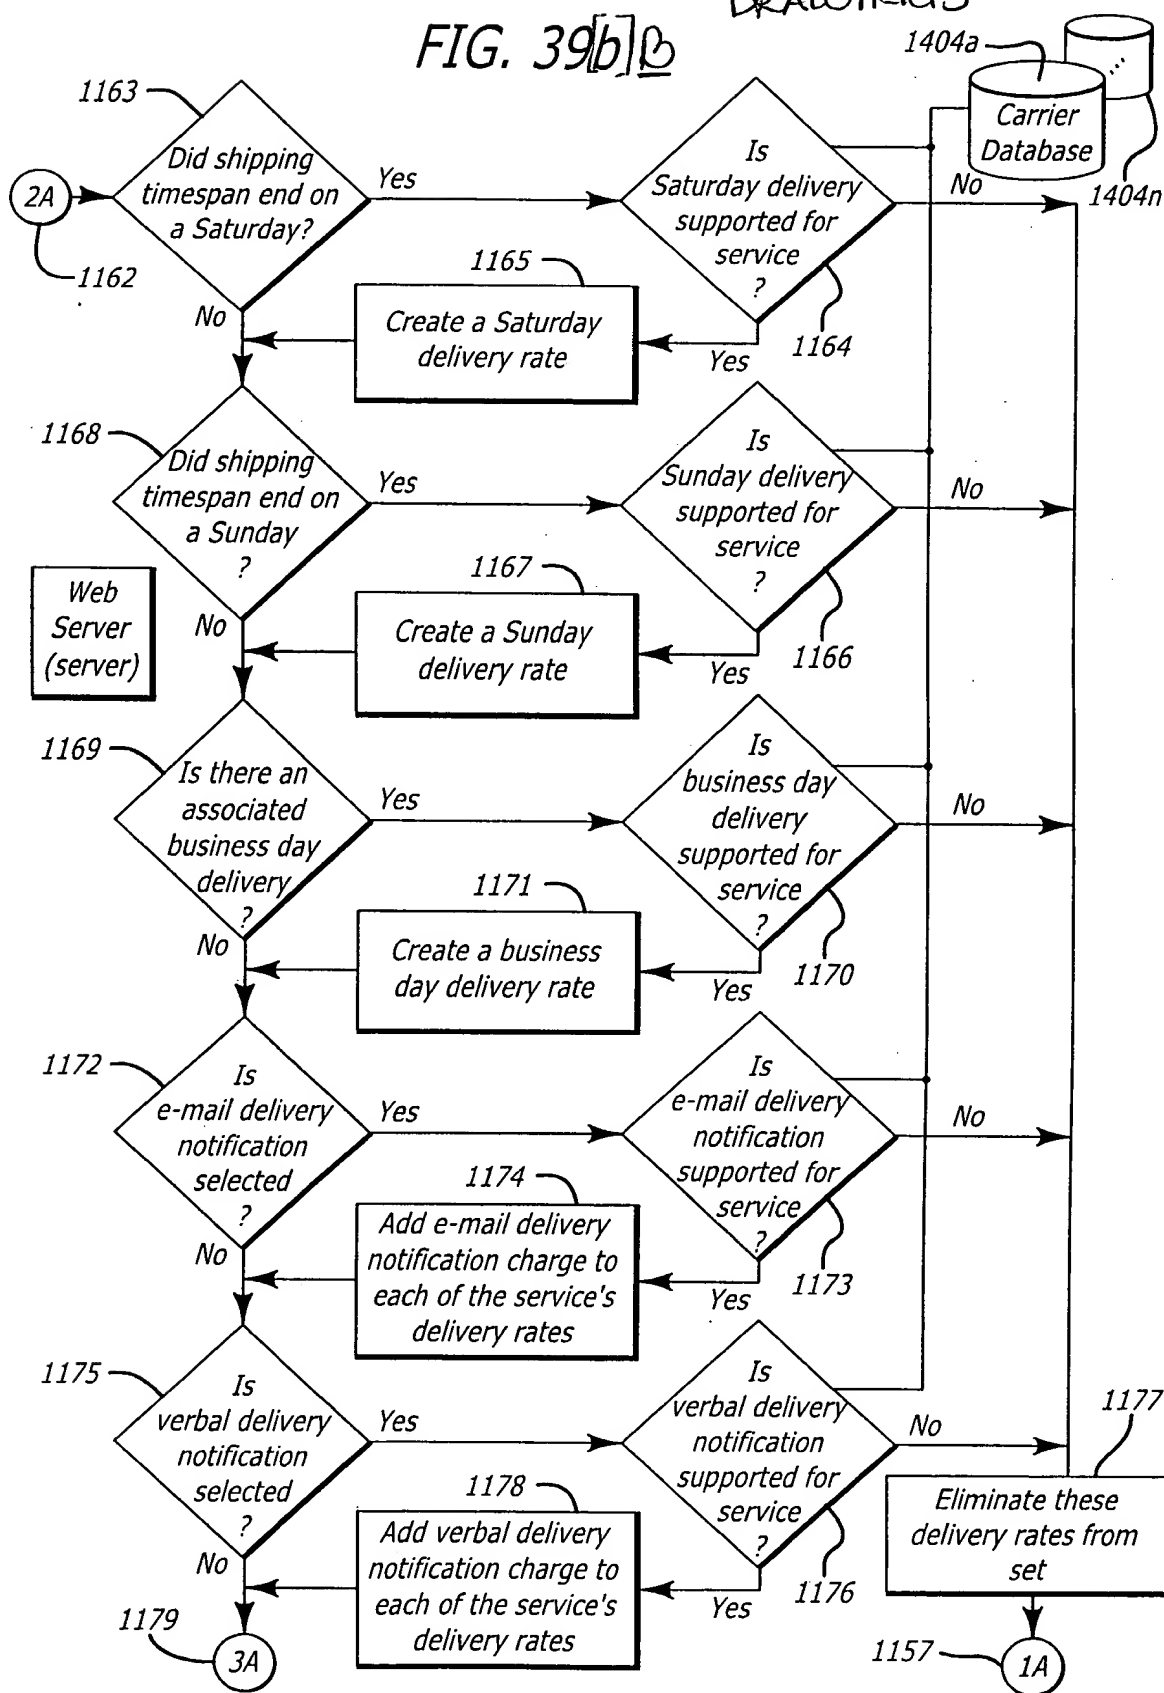 DRAWINGS
FIG. 39[b] B
1404a
Carrier
Database
1404n
1163
Did shipping
timespan end on
a Saturday?
Yes
Is
Saturday delivery
supported for
service
?
No
2A
1162
No
1165
Create a Saturday
delivery rate
Yes
1164
1168
Did shipping
timespan end on
a Sunday
?
Yes
Is
Sunday delivery
supported for
service
?
No
Web
Server
(server)
No
1167
Create a Sunday
delivery rate
Yes
1166
1169
Is there an
associated
business day
delivery
?
Yes
Is
business day
delivery
supported for
service
?
No
No
1171
Create a business
day delivery rate
Yes
1170
1172
Is
e-mail delivery
notification
selected
?
Yes
Is
e-mail delivery
notification
supported for
service
?
No
No
1174
Add e-mail delivery
notification charge to
each of the service's
delivery rates
Yes
1173
1175
Is
verbal delivery
notification
selected
?
Yes
Is
verbal delivery
notification
supported for
service
?
No
1177
Eliminate these
delivery rates from
set
No
1178
Add verbal delivery
notification charge to
each of the service's
delivery rates
Yes
1176
1179
3A
1157
1A